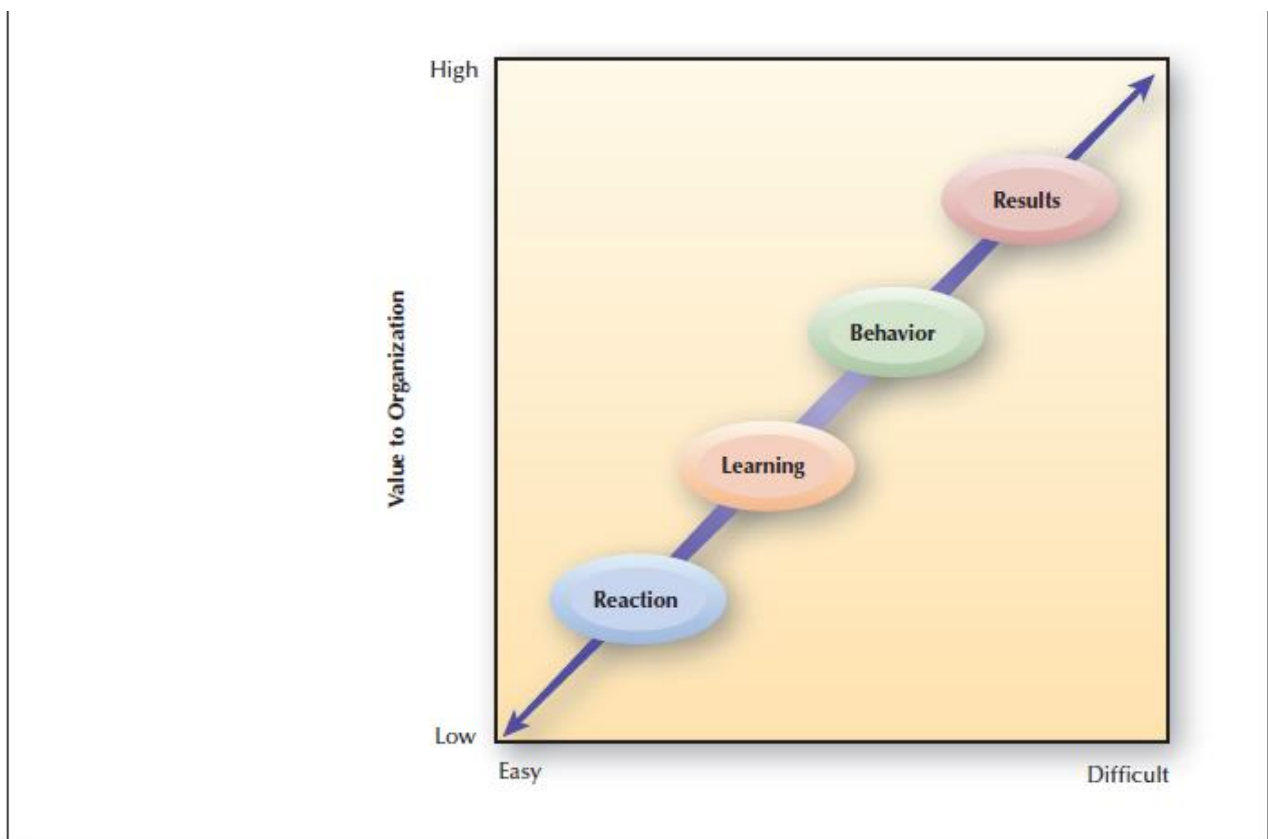 High
Results
Behavior
Value to Organization
Learning
Reaction
Low
Easy
Difficult